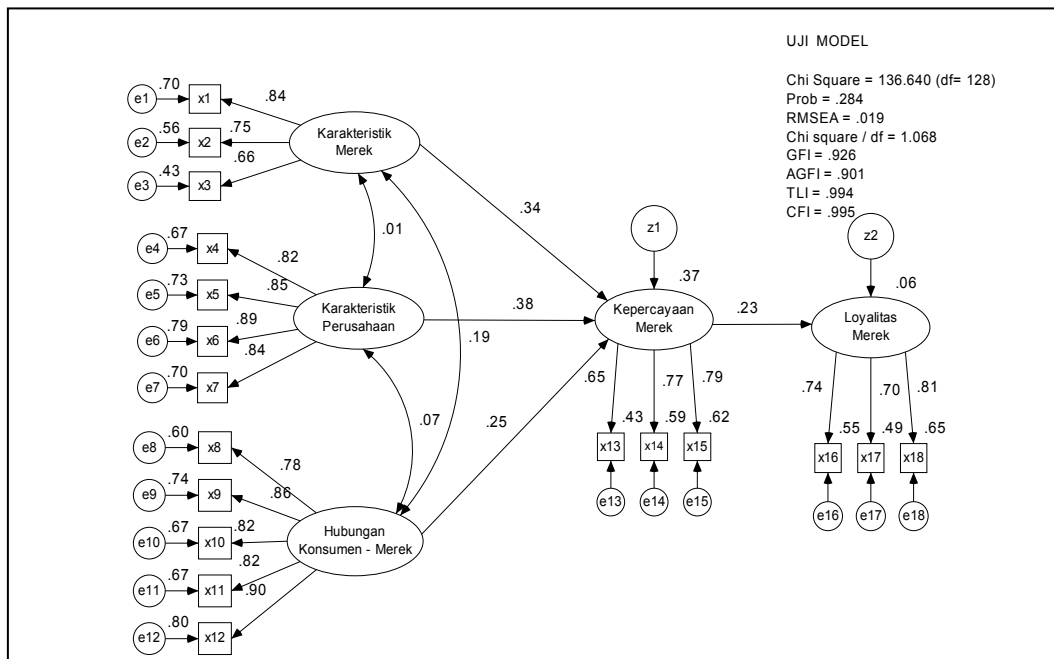 UJI MODEL
Chi Square = 136.640 (df= 128)
Prob = .284
RMSEA = .019
Chi square / df = 1.068
GFI = .926
AGFI = .901
TLI = .994
CFI = .995
e1
.70
x1
.84
e2
.56
x2
.75
e3
.43
x3
.66
Karakteristik
Merek
.01
.19
.34
e4
.67
x4
.82
e5
.73
x5
.85
e6
.79
x6
.89
e7
.70
x7
.84
Karakteristik
Perusahaan
.38
.07
.25
e8
.60
x8
.78
e9
.74
x9
.86
e10
.67
x10
.82
e11
.67
x11
.82
e12
.80
x12
.90
Hubungan
Konsumen - Merek
z1
.37
Kepercayaan
Merek
.23
z2
.06
Loyalitas
Merek
.65
.77
.79
.43
.59
.62
x13
x14
x15
e13
e14
e15
.74
.70
.81
.55
.49
.65
x16
x17
x18
e16
e17
e18